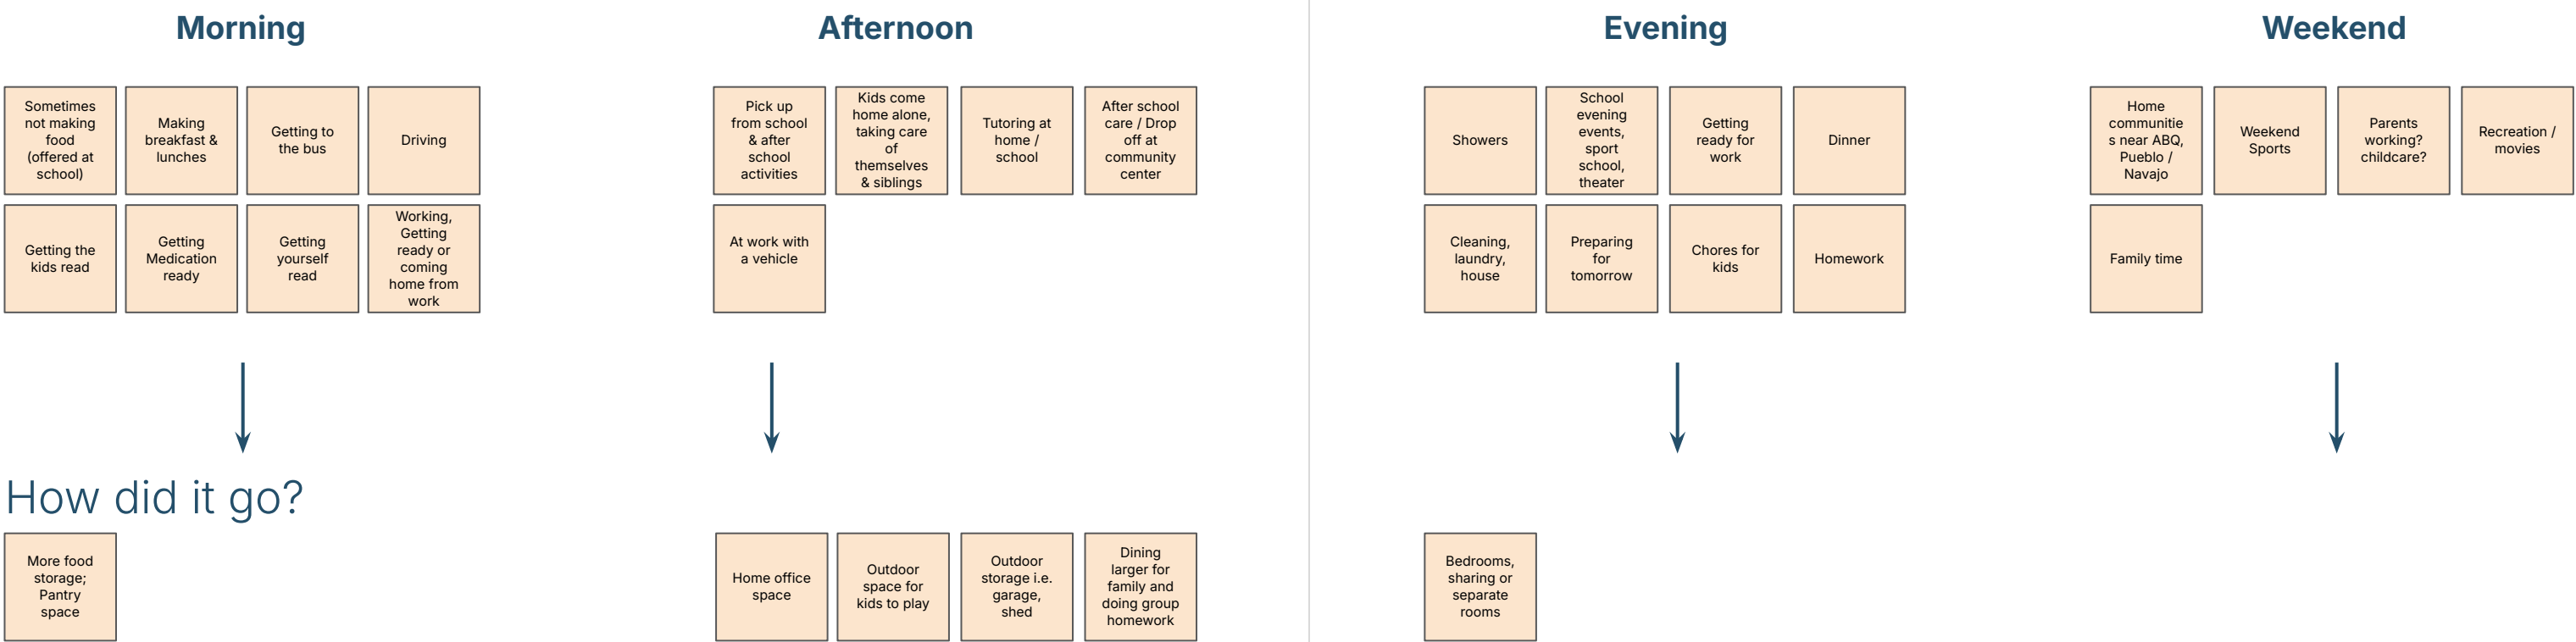 Morning
Sometimes
not making
food
(offered at
school)
Making
breakfast &
lunches
Getting to
the bus
Driving
Getting the
kids read
Getting
Medication
ready
Getting
yourself
read
Working,
Getting
ready or
coming
home from
work
How did it go?
More food
storage;
Pantry
space
Afternoon
Pick up
from school
& after
school
activities
Kids come
home alone,
taking care
of
themselves
& siblings
Tutoring at
home /
school
After school
care / Drop
off at
community
center
At work with
a vehicle
Home office
space
Outdoor
space for
kids to play
Outdoor
storage i.e.
garage,
shed
Dining
larger for
family and
doing group
homework
Evening
Showers
School
evening
events,
sport
school,
theater
Getting
ready for
work
Dinner
Cleaning,
laundry,
house
Preparing
for
tomorrow
Chores for
kids
Homework
Bedrooms,
sharing or
separate
rooms
Weekend
Home
communitie
s near ABQ,
Pueblo /
Navajo
Weekend
Sports
Parents
working?
childcare?
Recreation /
movies
Family time